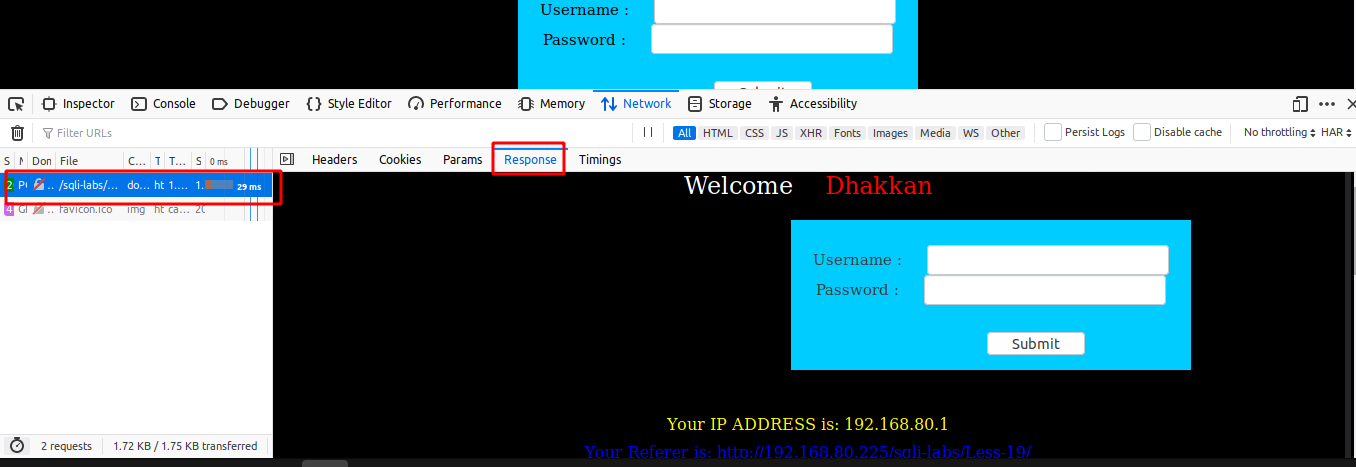 Username :
Password :
Submit
Inspector Console Debugger Style Editor Performance Memory Network Storage Accessibility
Filter URLs All HTML CSS JS XHR Fonts Images Media WS Other Persist Logs Disable cache No throttling HAR
S M Don File C... T T... S 0 ms Headers Cookies Params Response Timings
2 /sqli-labs/... do... ht 1.... 1. 29 ms
4 GI ... favicon.ico img ht ca... 20
Welcome Dhakkan
Username :
Password :
Submit
Your IP ADDRESS is: 192.168.80.1
Your Referer is: http://192.168.80.225/sqli-labs/Less-19/
2 requests 1.72 KB / 1.75 KB transferred